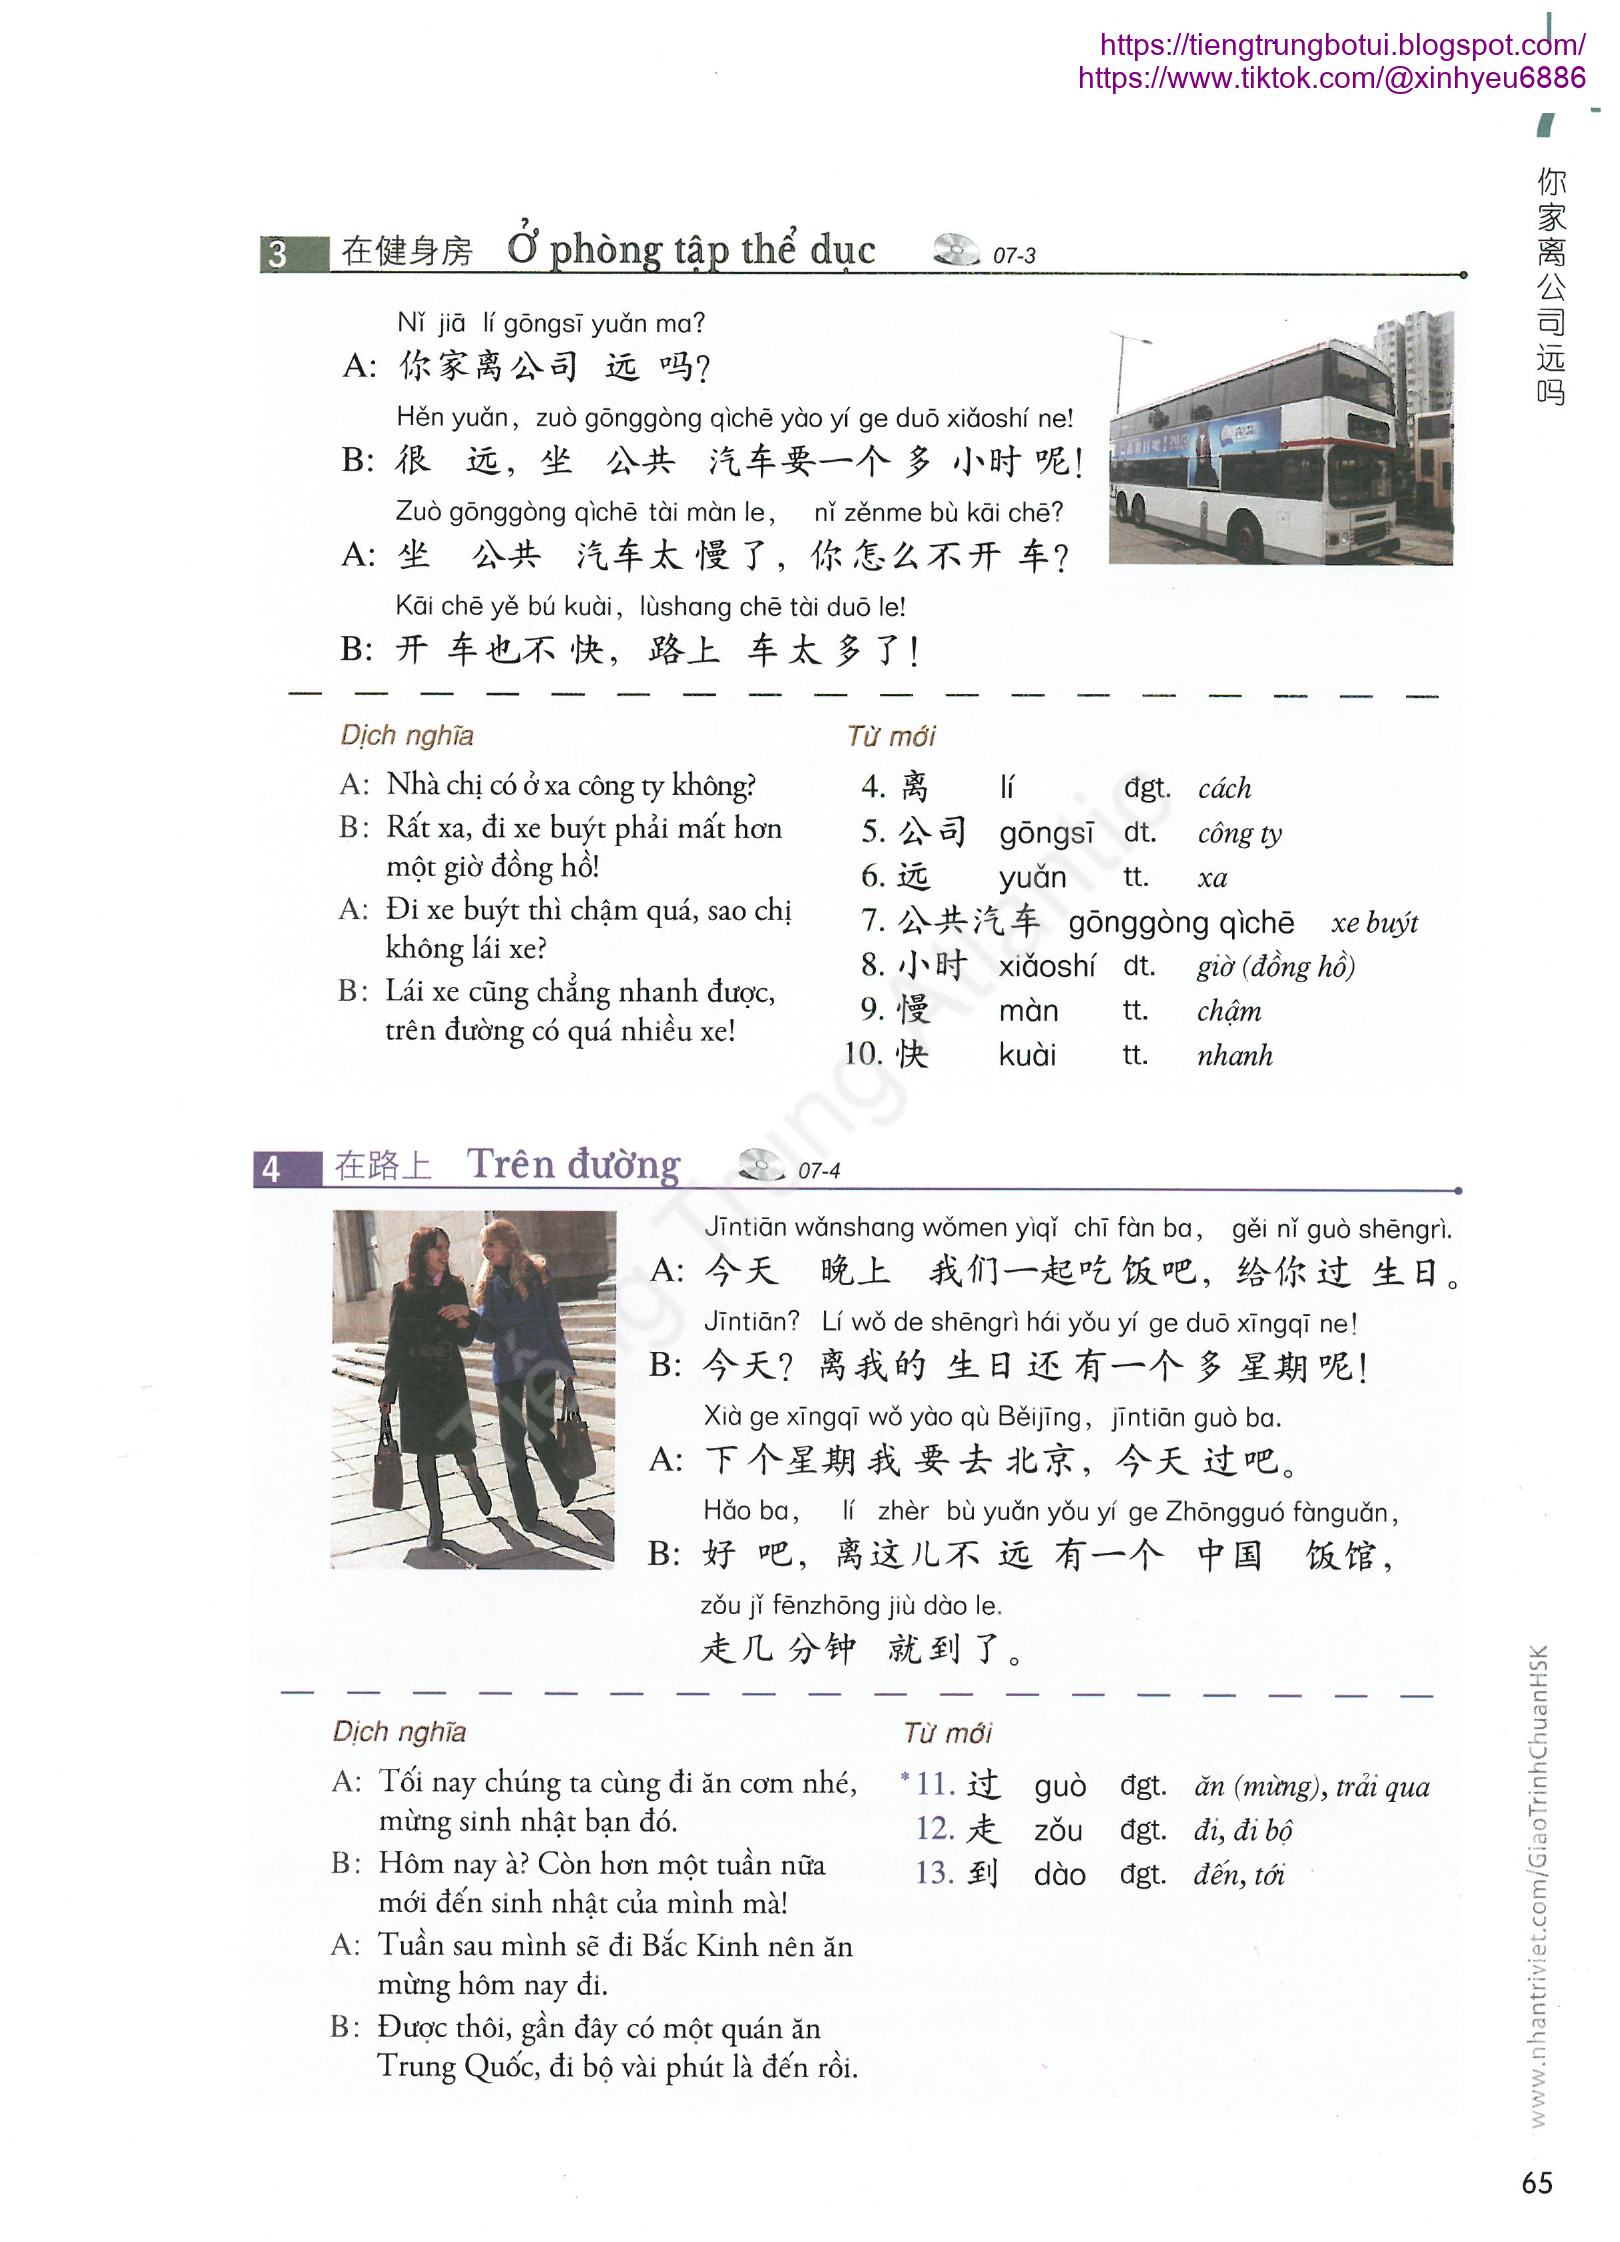 https://tiengtrungbotui.blogspot.com/
https://www.tiktok.com/@xinhyeu6886
7
你家离公司远吗
3 在健身房 Ở phòng tập thể dục 07-3
Nǐ jiā lí gōngsī yuǎn ma?
A: 你家离公司 远 吗?
Hěn yuǎn, zuò gōnggòng qìchē yào yí ge duō xiǎoshí ne!
B: 很 远, 坐 公共 汽车要一个 多 小时 呢!
Zuò gōnggòng qìchē tài màn le, nǐ zěnme bù kāi chē?
A: 坐 公共 汽车太 慢 了, 你 怎么不开 车?
Kāi chē yě bú kuài, lùshang chē tài duō le!
B: 开 车也不 快, 路上 车 太 多了!
Dịch nghĩa
A: Nhà chị có ở xa công ty không?
B: Rất xa, đi xe buýt phải mất hơn
một giờ đồng hồ!
A: Đi xe buýt thì chậm quá, sao chị
không lái xe?
B: Lái xe cũng chẳng nhanh được,
trên đường có quá nhiều xe!
Từ mới
4. 离 lí đgt. cách
5. 公司 gōngsī dt. công ty
6. 远 yuǎn tt. xa
7. 公共汽车 gōnggòng qìchē xe buýt
8. 小时 xiǎoshí dt. giờ (đồng hồ)
9. 慢 màn tt. chậm
10. 快 kuài tt. nhanh
Tiếng Trung Atlantic
4 在路上 Trên đường 07-4
Jīntiān wǎnshang wǒmen yìqǐ chī fàn ba, gěi nǐ guò shēngrì.
A: 今天 晚上 我们一起吃 饭吧, 给你过 生日。
Jīntiān? Lí wǒ de shēngrì hái yǒu yí ge duō xīngqī ne!
B: 今天? 离我的 生日还有一个 多 星期呢!
Xià ge xīngqī wǒ yào qù Běijīng, jīntiān guò ba.
A: 下个星期我 要 去 北京, 今天 过吧。
Hǎo ba, lí zhèr bù yuǎn yǒu yí ge Zhōngguó fànguǎn,
B: 好 吧, 离这儿不 远 有一个 中国 饭馆,
zǒu jǐ fēnzhōng jiù dào le.
走几 分钟 就到了。
Dịch nghĩa
A: Tối nay chúng ta cùng đi ăn cơm nhé,
mừng sinh nhật bạn đó.
B: Hôm nay à? Còn hơn một tuần nữa
mới đến sinh nhật của mình mà!
A: Tuần sau mình sẽ đi Bắc Kinh nên ăn
mừng hôm nay đi.
B: Được thôi, gần đây có một quán ăn
Trung Quốc, đi bộ vài phút là đến rồi.
Từ mới
*11. 过 guò đgt. ăn (mừng), trải qua
12. 走 zǒu đgt. đi, đi bộ
13. 到 dào đgt. đến, tới
www.nhantriviet.com/GiaoTrinhChuanHSK
65